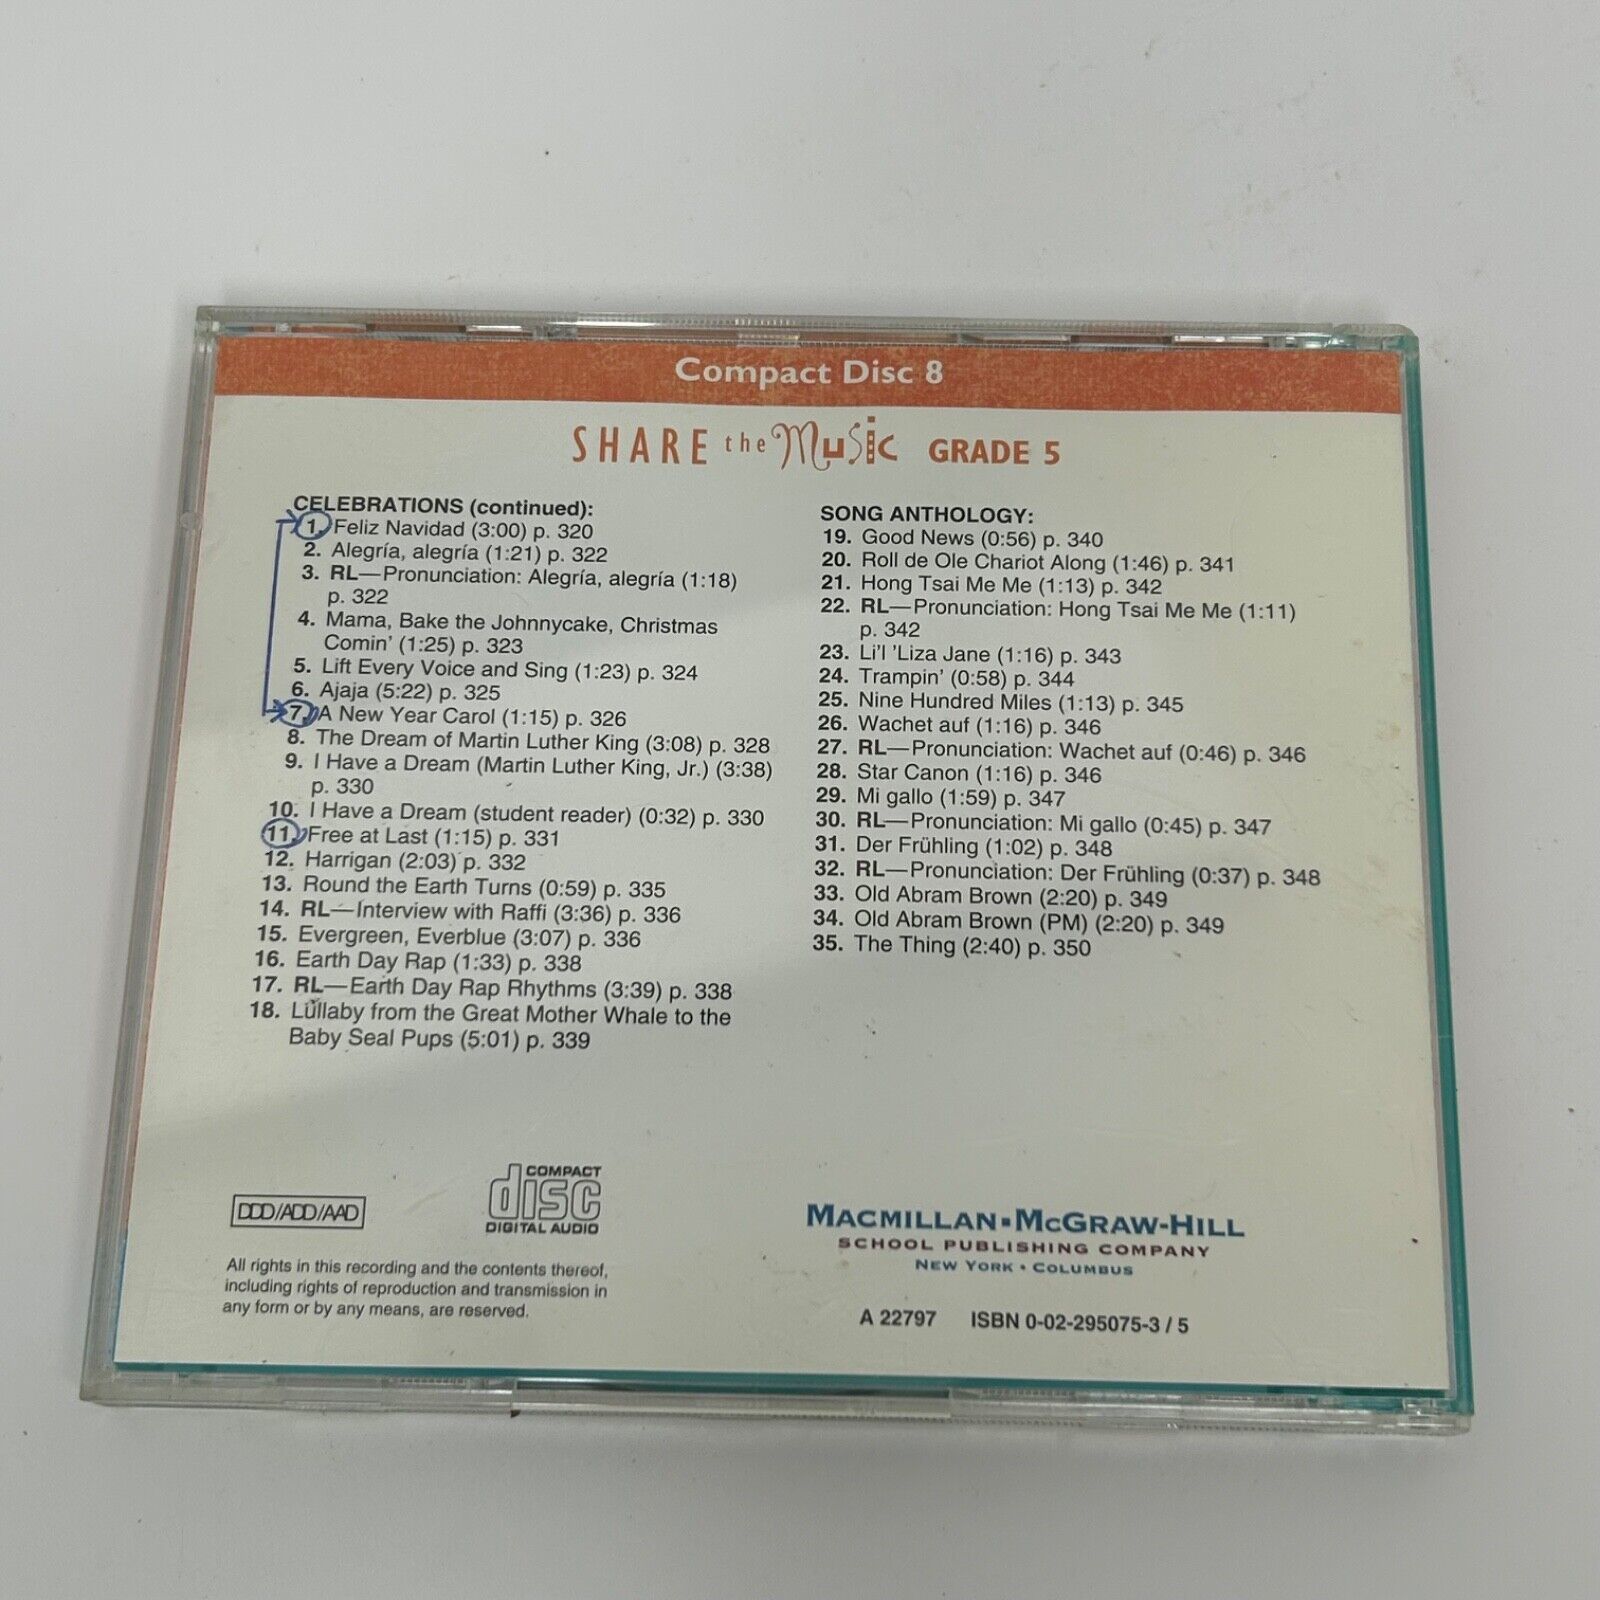 Compact Disc 8
SHARE the Music GRADE 5
CELEBRATIONS (continued):
1. Feliz Navidad (3:00) p. 320
2. Alegría, alegría (1:21) p. 322
3. RL—Pronunciation: Alegría, alegría (1:18)
p. 322
4. Mama, Bake the Johnnycake, Christmas
Comin' (1:25) p. 323
5. Lift Every Voice and Sing (1:23) p. 324
6. Ajaja (5:22) p. 325
7. A New Year Carol (1:15) p. 326
8. The Dream of Martin Luther King (3:08) p. 328
9. I Have a Dream (Martin Luther King, Jr.) (3:38)
p. 330
10. I Have a Dream (student reader) (0:32) p. 330
11. Free at Last (1:15) p. 331
12. Harrigan (2:03) p. 332
13. Round the Earth Turns (0:59) p. 335
14. RL—Interview with Raffi (3:36) p. 336
15. Evergreen, Everblue (3:07) p. 336
16. Earth Day Rap (1:33) p. 338
17. RL—Earth Day Rap Rhythms (3:39) p. 338
18. Lullaby from the Great Mother Whale to the
Baby Seal Pups (5:01) p. 339
SONG ANTHOLOGY:
19. Good News (0:56) p. 340
20. Roll de Ole Chariot Along (1:46) p. 341
21. Hong Tsai Me Me (1:13) p. 342
22. RL—Pronunciation: Hong Tsai Me Me (1:11)
p. 342
23. Li'l 'Liza Jane (1:16) p. 343
24. Trampin' (0:58) p. 344
25. Nine Hundred Miles (1:13) p. 345
26. Wachet auf (1:16) p. 346
27. RL—Pronunciation: Wachet auf (0:46) p. 346
28. Star Canon (1:16) p. 346
29. Mi gallo (1:59) p. 347
30. RL—Pronunciation: Mi gallo (0:45) p. 347
31. Der Frühling (1:02) p. 348
32. RL—Pronunciation: Der Frühling (0:37) p. 348
33. Old Abram Brown (2:20) p. 349
34. Old Abram Brown (PM) (2:20) p. 349
35. The Thing (2:40) p. 350
DDD/ADD/AAD
COMPACT
disc
DIGITAL AUDIO
All rights in this recording and the contents thereof,
including rights of reproduction and transmission in
any form or by any means, are reserved.
MACMILLAN▪MCGRAW-HILL
SCHOOL PUBLISHING COMPANY
NEW YORK • COLUMBUS
A 22797 ISBN 0-02-295075-3 / 5